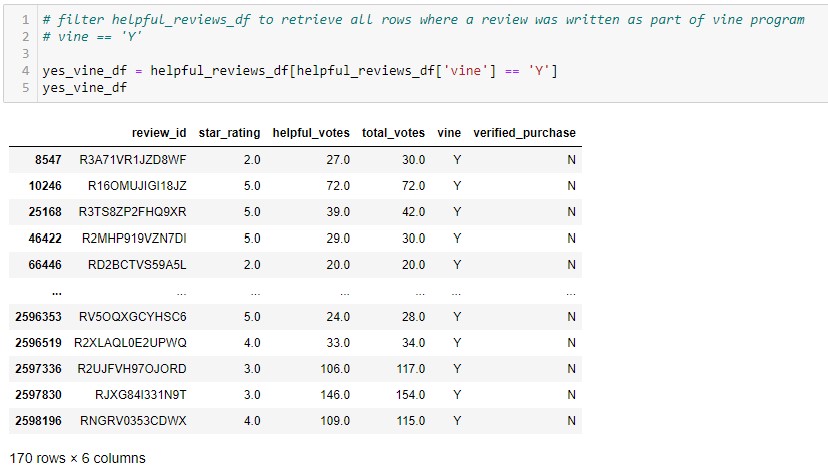 1 # filter helpful_reviews_df to retrieve all rows where a review was written as part of vine program
2 # vine == 'Y'
3
4 yes_vine_df = helpful_reviews_df[helpful_reviews_df['vine'] == 'Y']
5 yes_vine_df
review_id star_rating helpful_votes total_votes vine verified_purchase
8547 R3A71VR1JZD8WF 2.0 27.0 30.0 Y N
10246 R16OMUJIGI18JZ 5.0 72.0 72.0 Y N
25168 R3TS8ZP2FHQ9XR 5.0 39.0 42.0 Y N
46422 R2MHP919VZN7DI 5.0 29.0 30.0 Y N
66446 RD2BCTVS59A5L 2.0 20.0 20.0 Y N
... ... ... ... ... ... ...
2596353 RV5OQXGCYHSC6 5.0 24.0 28.0 Y N
2596519 R2XLAQL0E2UPWQ 4.0 33.0 34.0 Y N
2597336 R2UJFVH97OJORD 3.0 106.0 117.0 Y N
2597830 RJXG84I331N9T 3.0 146.0 154.0 Y N
2598196 RNGRV0353CDWX 4.0 109.0 115.0 Y N
170 rows × 6 columns